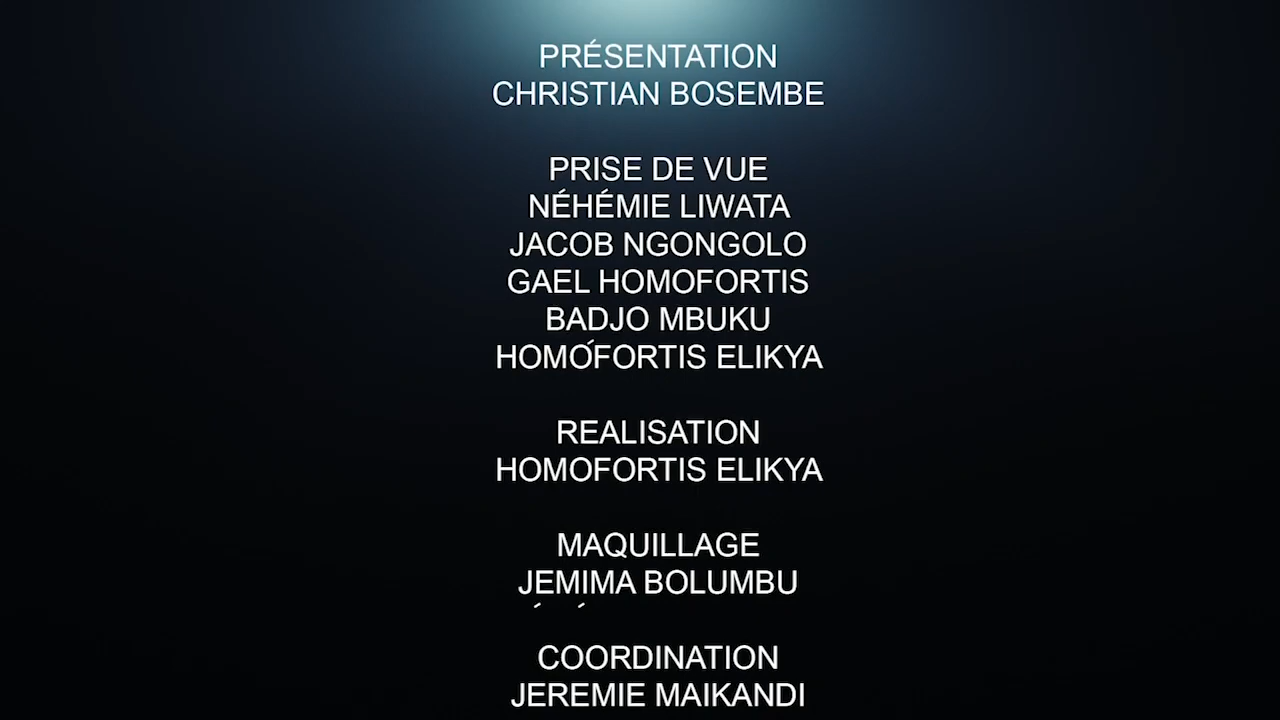 PRÉSENTATION
CHRISTIAN BOSEMBE
PRISE DE VUE
NÉHÉMIE LIWATA
JACOB NGONGOLO
GAEL HOMOFORTIS
BADJO MBUKU
HOMOFORTIS ELIKYA
REALISATION
HOMOFORTIS ELIKYA
MAQUILLAGE
JEMIMA BOLUMBU
COORDINATION
JEREMIE MAIKANDI